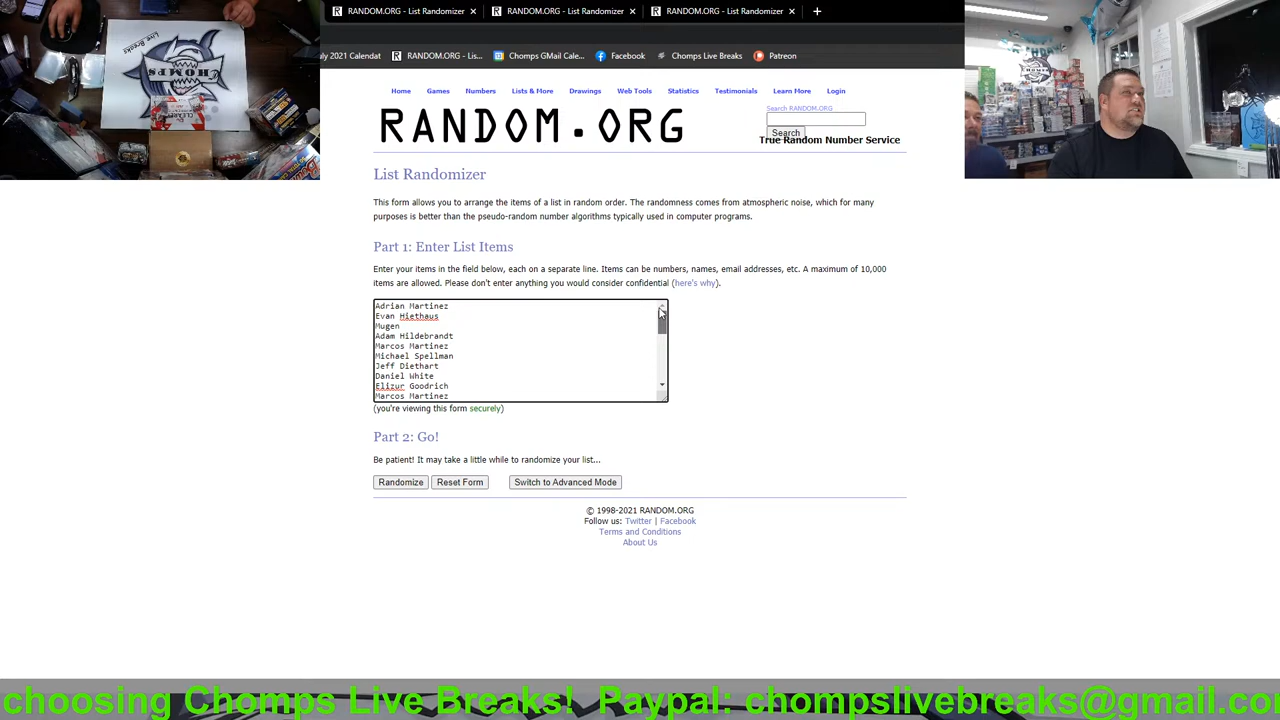 RANDOM.ORG - List Randomizer
RANDOM.ORG - List Randomizer
RANDOM.ORG - List Randomizer
ly 2021 Calendat
RANDOM.ORG - Lis...
Chomps GMail Cale...
Facebook
Chomps Live Breaks
Patreon
Home Games Numbers Lists & More Drawings Web Tools Statistics Testimonials Learn More Login
RANDOM.ORG
Search RANDOM.ORG
Search
True Random Number Service
List Randomizer
This form allows you to arrange the items of a list in random order. The randomness comes from atmospheric noise, which for many
purposes is better than the pseudo-random number algorithms typically used in computer programs.
Part 1: Enter List Items
Enter your items in the field below, each on a separate line. Items can be numbers, names, email addresses, etc. A maximum of 10,000
items are allowed. Please don't enter anything you would consider confidential (here's why).
Adrian Martinez
Evan Hiethaus
Mugen
Adam Hildebrandt
Marcos Martinez
Michael Spellman
Jeff Diethart
Daniel White
Elizur Goodrich
Marcos Martinez
(you're viewing this form securely)
Part 2: Go!
Be patient! It may take a little while to randomize your list...
Randomize Reset Form Switch to Advanced Mode
© 1998-2021 RANDOM.ORG
Follow us: Twitter | Facebook
Terms and Conditions
About Us
choosing Chomps Live Breaks! Paypal: chompslivebreaks@gmail.co
Live Breaks
CHOMPS